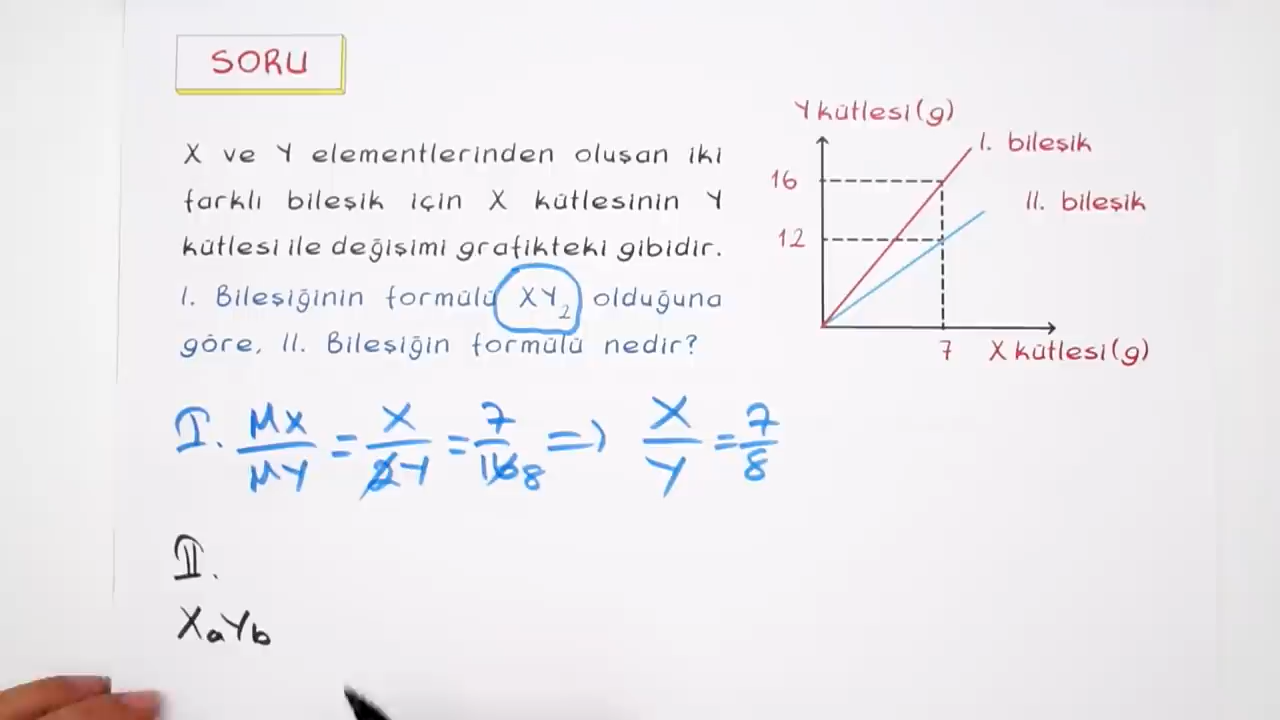 SORU
X ve Y elementlerinden oluşan iki
farklı bileşik için X kütlesinin Y
kütlesi ile değişimi grafikteki gibidir.
I. Bileşiğinin formülü XY₂ olduğuna
göre, II. Bileşiğin formülü nedir?
Y kütlesi (g)
I. bileşik
16
II. bileşik
12
7 X kütlesi (g)
I. MX/MY = X/2Y = 7/16 8 => X/Y = 7/8
II.
XaYb